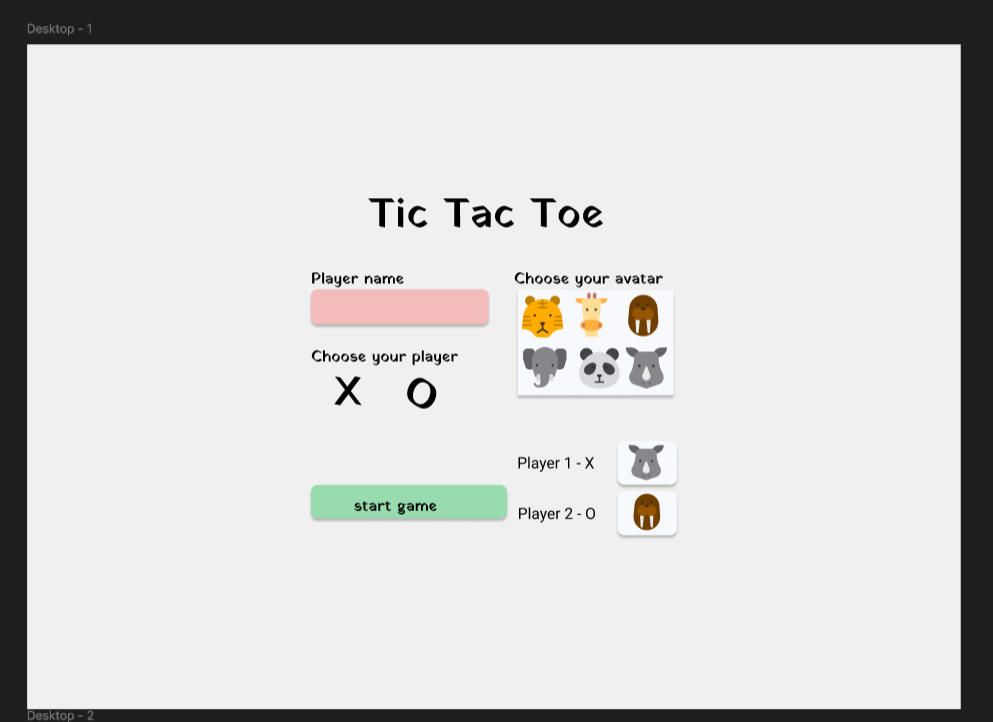 Desktop - 1
Tic Tac Toe
Player name
Choose your avatar
Choose your player
X O
Player 1 - X
start game
Player 2 - O
Desktop - 2